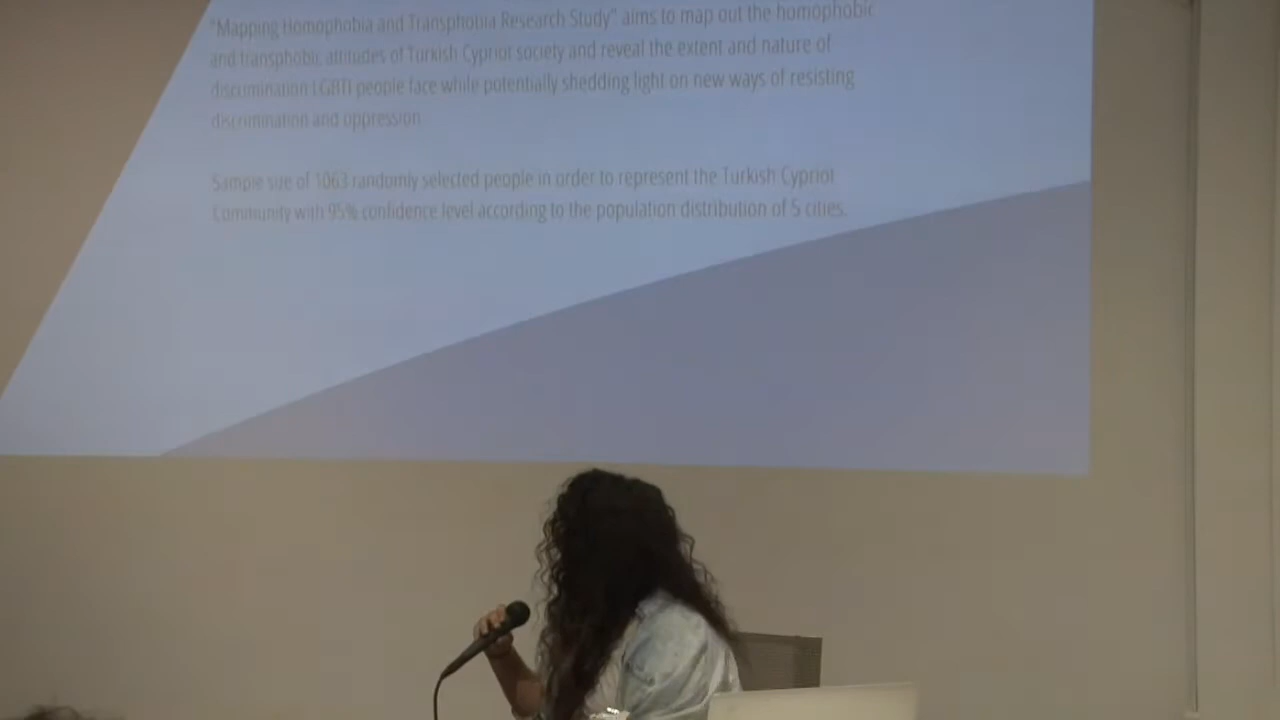 "Mapping Homophobia and Transphobia Research Study" aims to map out the homophobic
and transphobic attitudes of Turkish Cypriot society and reveal the extent and nature of
discrimination LGBTI people face while potentially shedding light on new ways of resisting
discrimination and oppression
Sample size of 1063 randomly selected people in order to represent the Turkish Cypriot
Community with 95% confidence level according to the population distribution of 5 cities.